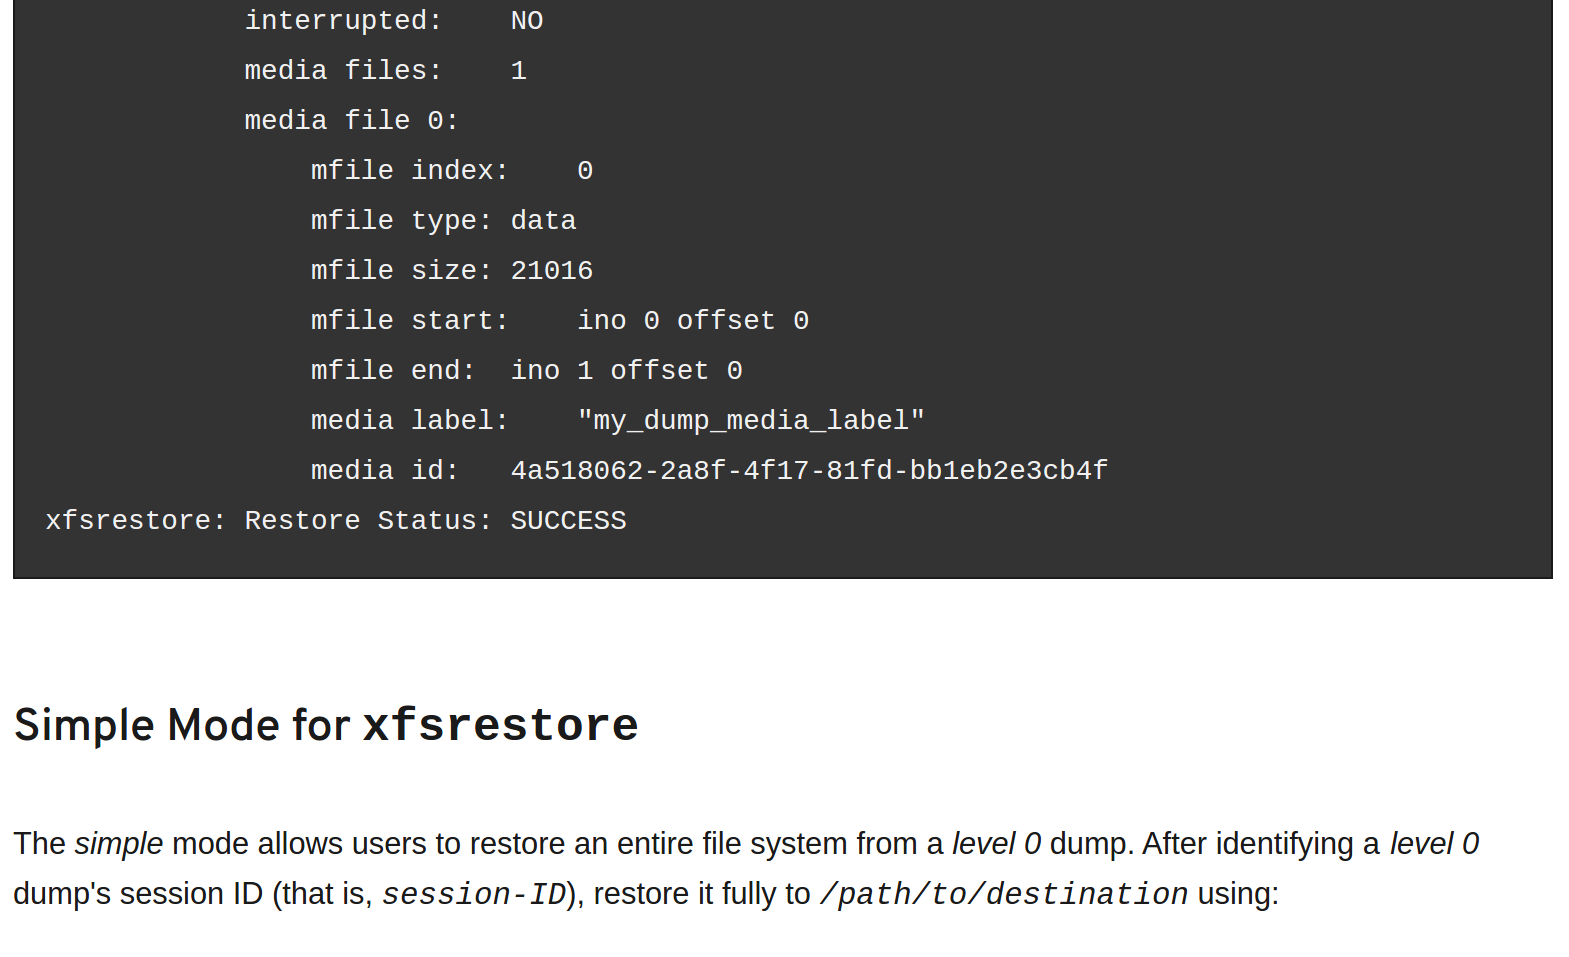 interrupted:    NO
media files:    1
media file 0:
mfile index:    0
mfile type: data
mfile size: 21016
mfile start:    ino 0 offset 0
mfile end:  ino 1 offset 0
media label:    "my_dump_media_label"
media id:   4a518062-2a8f-4f17-81fd-bb1eb2e3cb4f
xfsrestore: Restore Status: SUCCESS
Simple Mode for xfsrestore
The simple mode allows users to restore an entire file system from a level 0 dump. After identifying a level 0
dump's session ID (that is, session-ID), restore it fully to /path/to/destination using: